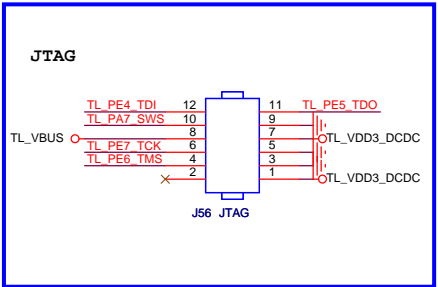 JTAG
TL_PE4_TDI 12 11 TL_PE5_TDO
TL_PA7_SWS 10 9
TL_VBUS 8 7 TL_VDD3_DCDC
TL_PE7_TCK 6 5
TL_PE6_TMS 4 3
2 1 TL_VDD3_DCDC
J56 JTAG